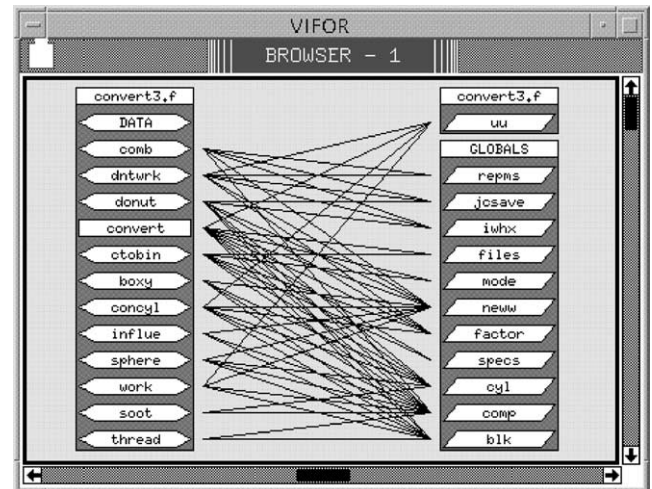 VIFOR
BROWSER - 1
convert3.f
DATA
comb
dntwrk
donut
convert
ctobin
boxy
concyl
influe
sphere
work
soot
thread
convert3.f
uu
GLOBALS
repms
jcsave
iwhx
files
mode
neww
factor
specs
cyl
comp
blk